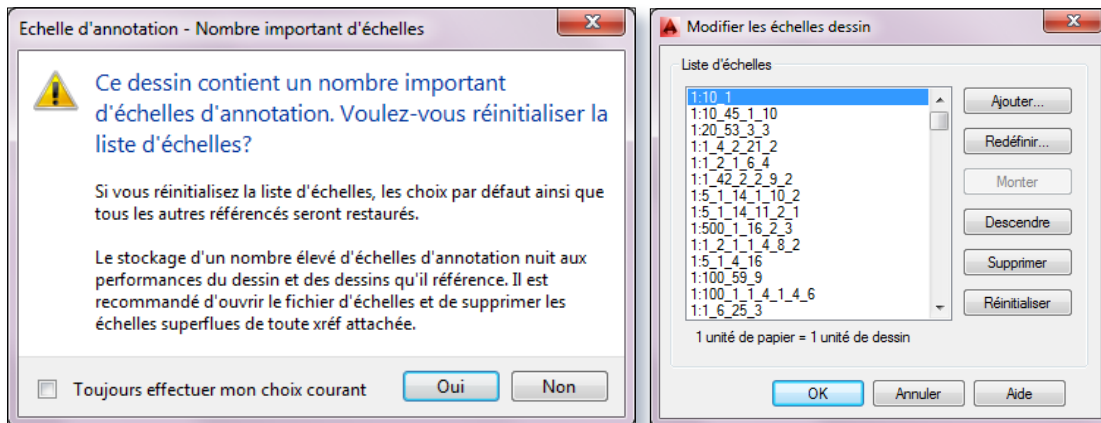 Echelle d'annotation - Nombre important d'échelles
Ce dessin contient un nombre important
d'échelles d'annotation. Voulez-vous réinitialiser la
liste d'échelles?
Si vous réinitialisez la liste d'échelles, les choix par défaut ainsi que
tous les autres référencés seront restaurés.
Le stockage d'un nombre élevé d'échelles d'annotation nuit aux
performances du dessin et des dessins qu'il référence. Il est
recommandé d'ouvrir le fichier d'échelles et de supprimer les
échelles superflues de toute xréf attachée.
Toujours effectuer mon choix courant
Oui
Non
Modifier les échelles dessin
Liste d'échelles
1:10_1
1:10_45_1_10
1:20_53_3_3
1:1_4_2_21_2
1:1_2_1_6_4
1:1_42_2_2_9_2
1:5_1_14_1_10_2
1:5_1_14_11_2_1
1:500_1_16_2_3
1:1_2_1_1_4_8_2
1:5_1_4_16
1:100_59_9
1:100_1_1_4_1_4_6
1:1_6_25_3
Ajouter...
Redéfinir...
Monter
Descendre
Supprimer
Réinitialiser
1 unité de papier = 1 unité de dessin
OK
Annuler
Aide